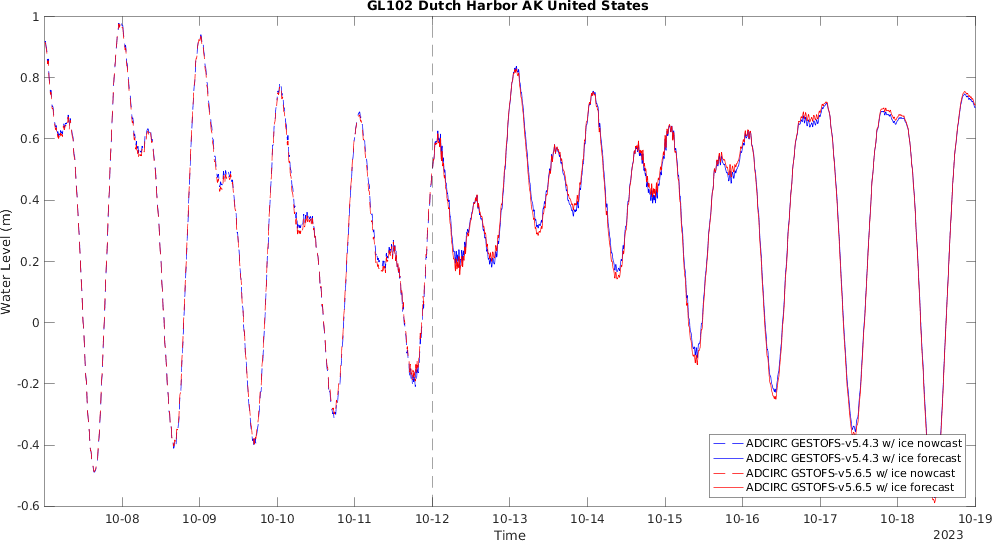 GL102 Dutch Harbor AK United States
Water Level (m)
1
0.8
0.6
0.4
0.2
0
-0.2
-0.4
-0.6
10-08 10-09 10-10 10-11 10-12 10-13 10-14 10-15 10-16 10-17 10-18 10-19
2023
Time
ADCIRC GESTOFS-v5.4.3 w/ ice nowcast
ADCIRC GESTOFS-v5.4.3 w/ ice forecast
ADCIRC GSTOFS-v5.6.5 w/ ice nowcast
ADCIRC GSTOFS-v5.6.5 w/ ice forecast